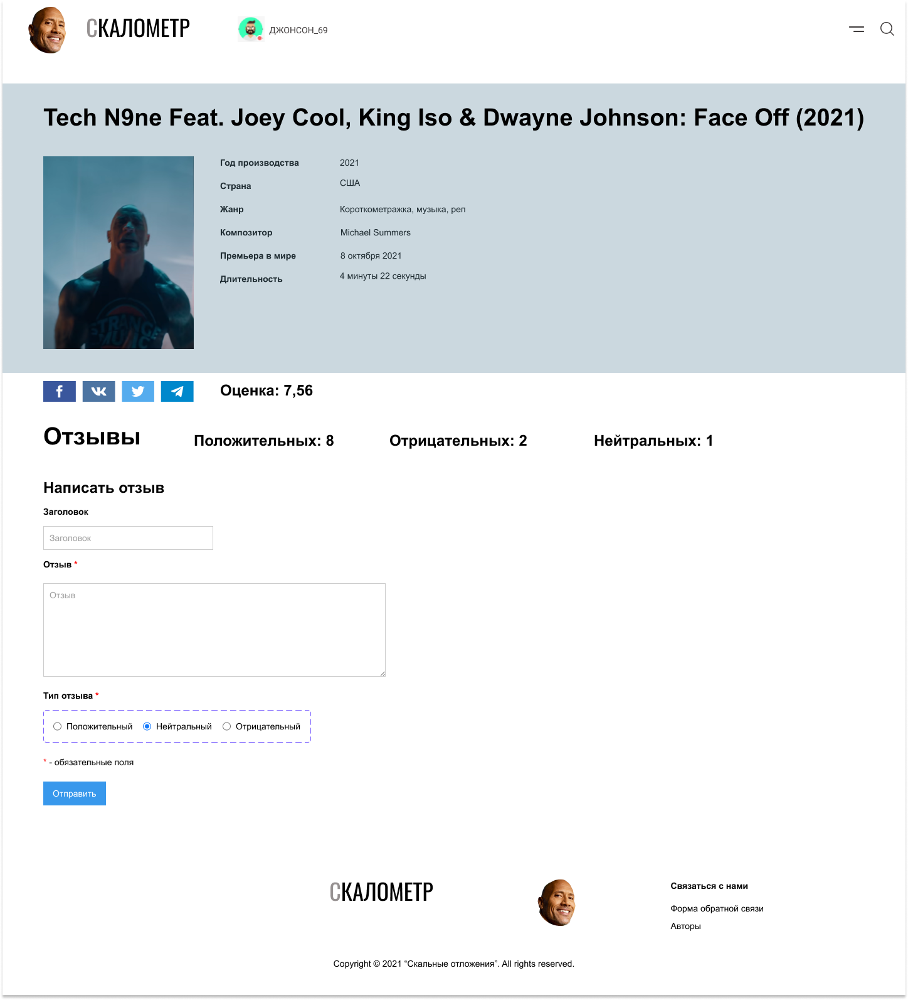 СКАЛОМЕТР
ДЖОНСОН_69
Tech N9ne Feat. Joey Cool, King Iso & Dwayne Johnson: Face Off (2021)
Год производства 2021
Страна США
Жанр Короткометражка, музыка, реп
Композитор Michael Summers
Премьера в мире 8 октября 2021
Длительность 4 минуты 22 секунды
STRANGE
MUSIC
Оценка: 7,56
Отзывы Положительных: 8 Отрицательных: 2 Нейтральных: 1
Написать отзыв
Заголовок
Заголовок
Отзыв *
Отзыв
Тип отзыва *
Положительный Нейтральный Отрицательный
* - обязательные поля
Отправить
СКАЛОМЕТР
Связаться с нами
Форма обратной связи
Авторы
Copyright © 2021 “Скальные отложения”. All rights reserved.